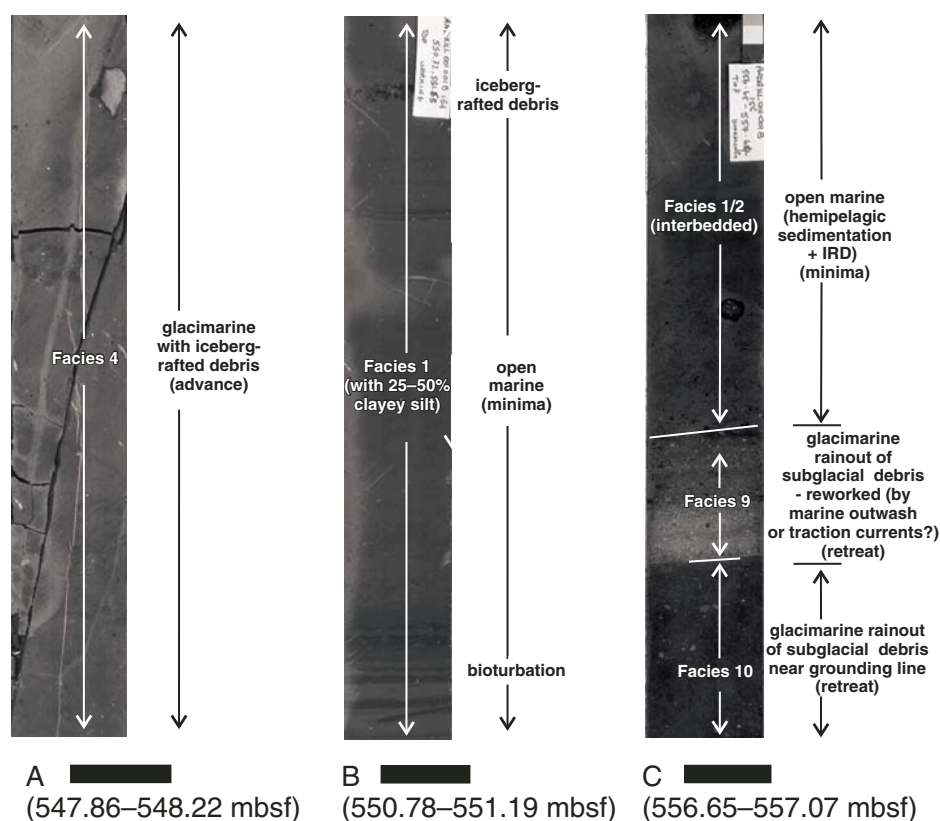 Facies 4
glacimarine
with iceberg-
rafted debris
(advance)
A
(547.86–548.22 mbsf)
iceberg-
rafted debris
Facies 1
(with 25–50%
clayey silt)
open
marine
(minima)
bioturbation
B
(550.78–551.19 mbsf)
Facies 1/2
(interbedded)
open marine
(hemipelagic
sedimentation
+ IRD)
(minima)
Facies 9
glacimarine
rainout of
subglacial debris
- reworked (by
marine outwash
or traction currents?)
(retreat)
Facies 10
glacimarine rainout
of subglacial debris
near grounding line
(retreat)
C
(556.65–557.07 mbsf)